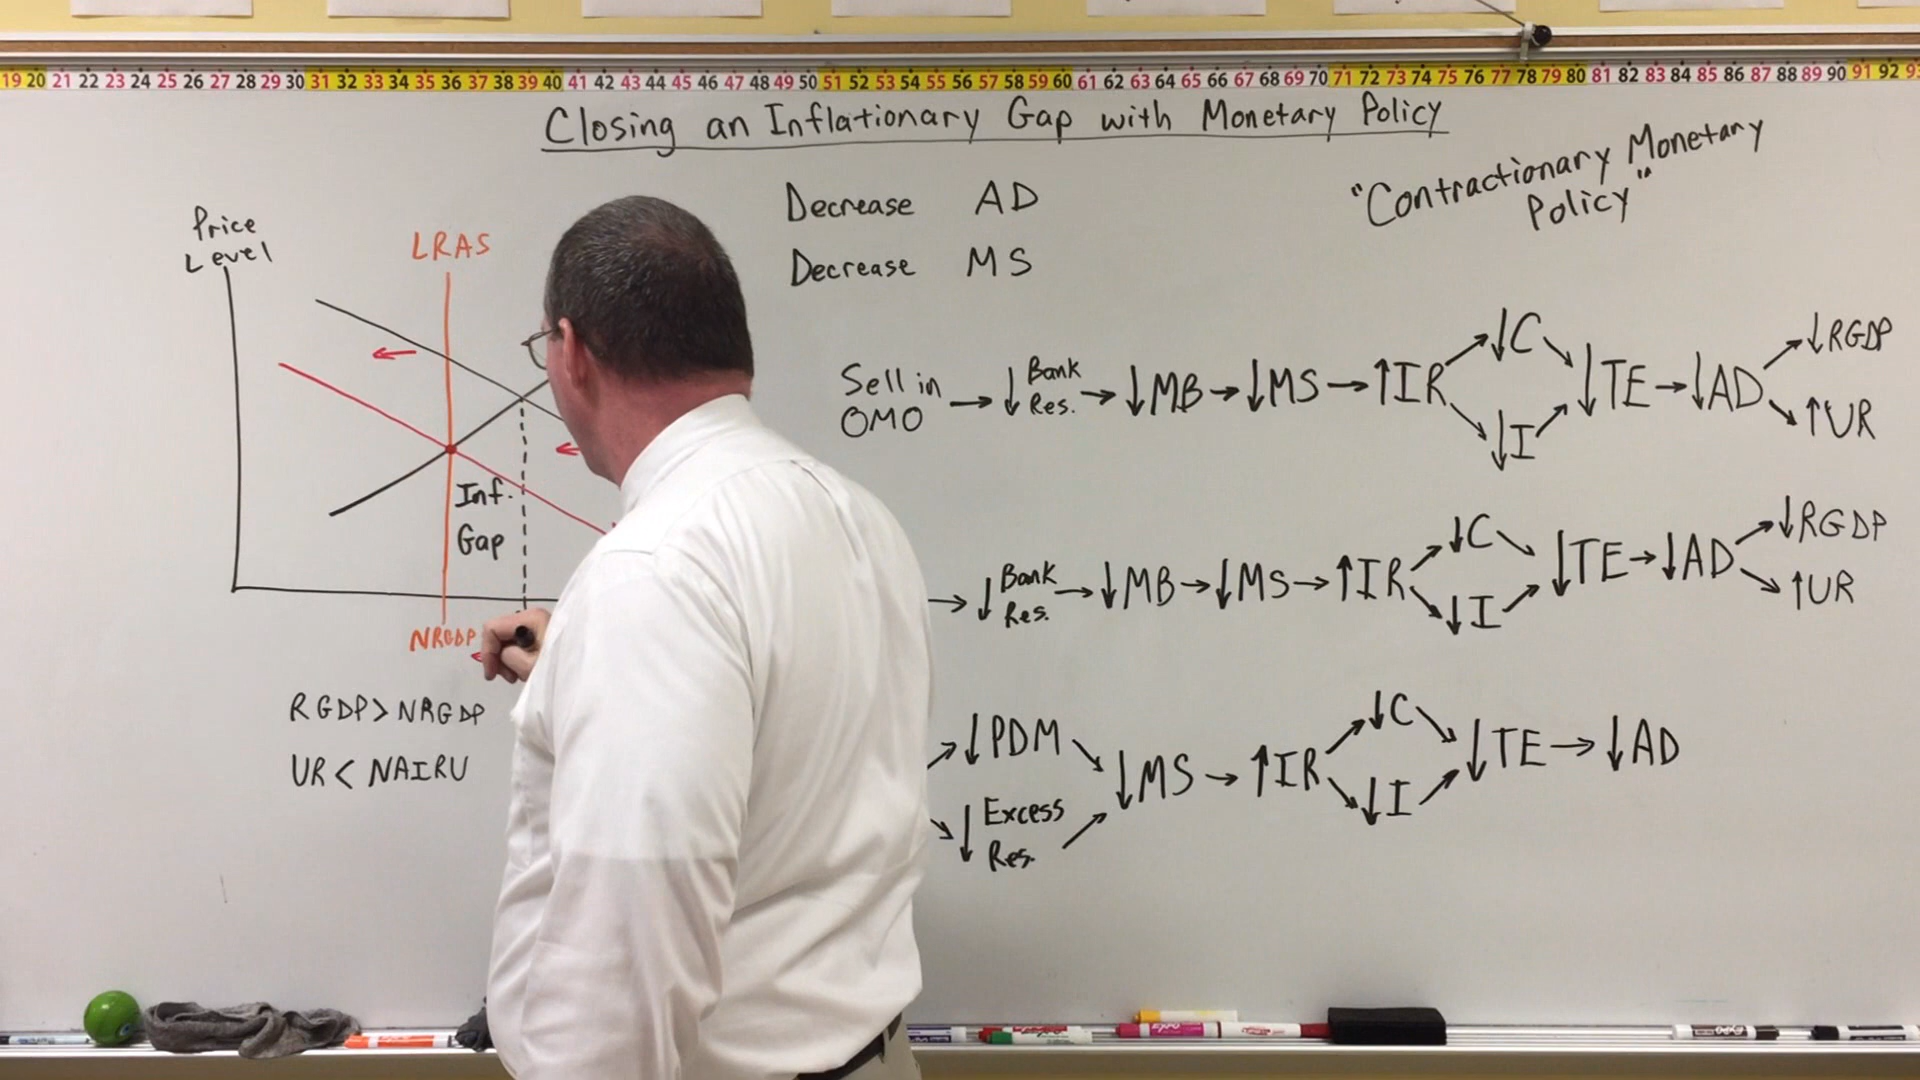 19 20 21 22 23 24 25 26 27 28 29 30 31 32 33 34 35 36 37 38 39 40 41 42 43 44 45 46 47 48 49 50 51 52 53 54 55 56 57 58 59 60 61 62 63 64 65 66 67 68 69 70 71 72 73 74 75 76 77 78 79 80 81 82 83 84 85 86 87 88 89 90 91 92
Closing an Inflationary Gap with Monetary Policy
"Contractionary Monetary
Policy"
Decrease AD
Decrease MS
Price
Level
LRAS
Inf.
Gap
NRGDP
RGDP > NRGDP
UR < NAIRU
Sell in
OMO → ↓ Bank
Res. → ↓MB → ↓MS → ↑IR
↓C
↓I
↓TE → ↓AD
↓RGDP
↑UR
→ ↓ Bank
Res. → ↓MB → ↓MS → ↑IR
↓C
↓I
↓TE → ↓AD
↓RGDP
↑UR
↓PDM
↓ Excess
Res.
↓MS → ↑IR
↓C
↓I
↓TE → ↓AD
EXPO